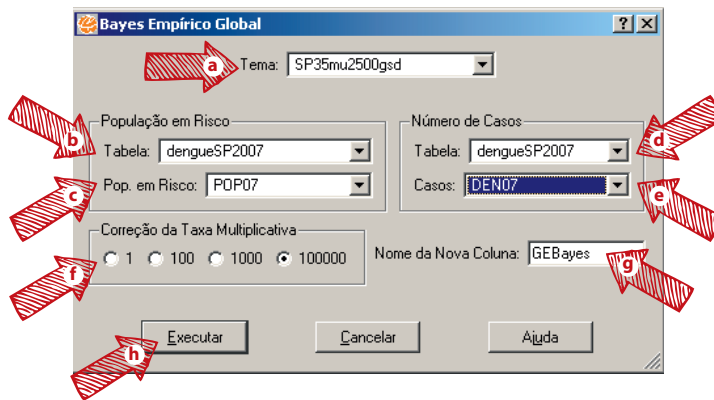 Bayes Empírico Global
a Tema: SP35mu2500gsd
População em Risco
Número de Casos
b Tabela: dengueSP2007
Tabela: dengueSP2007 d
c Pop. em Risco: POP07
Casos: DEN07 e
Correção da Taxa Multiplicativa
f 1 100 1000 100000
Nome da Nova Coluna: GEBayes g
h Executar Cancelar Ajuda